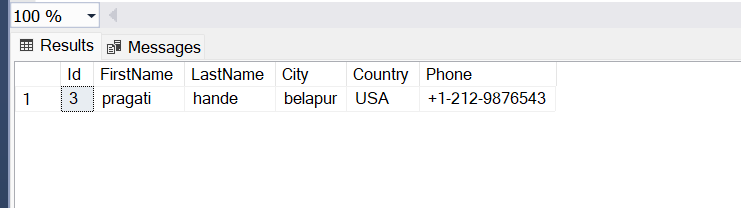 100 %
Results Messages
Id FirstName LastName City Country Phone
1 3 pragati hande belapur USA +1-212-9876543